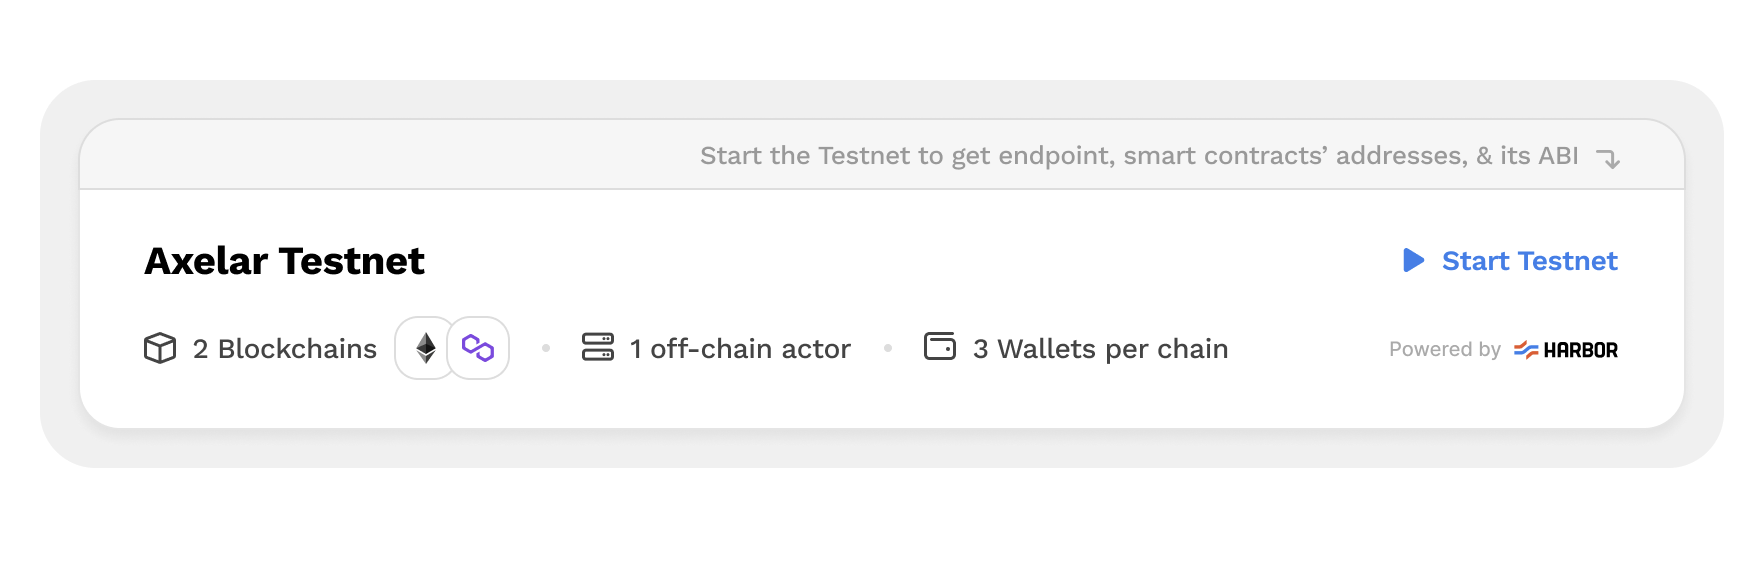 Start the Testnet to get endpoint, smart contracts’ addresses, & its ABI
Axelar Testnet
Start Testnet
2 Blockchains
1 off-chain actor
3 Wallets per chain
Powered by HARBOR